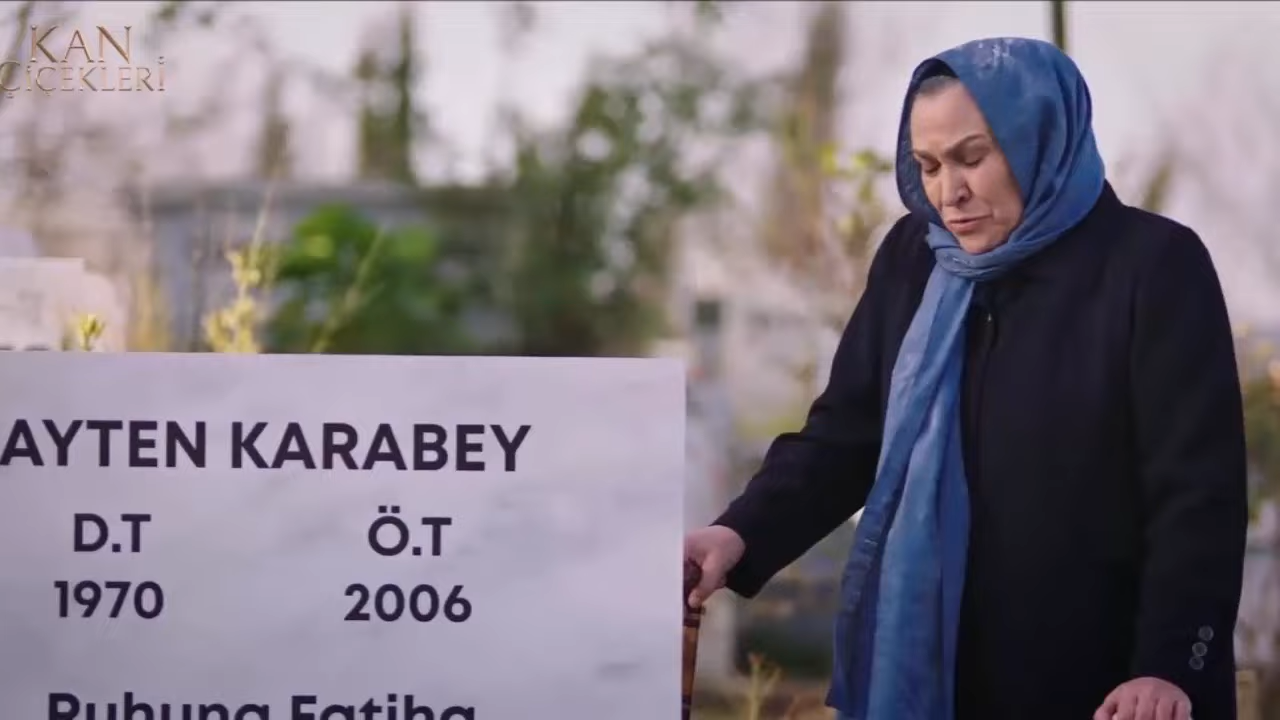 KAN
ÇİÇEKLERİ
AYTEN KARABEY
D.T Ö.T
1970 2006
Ruhuna Fatiha